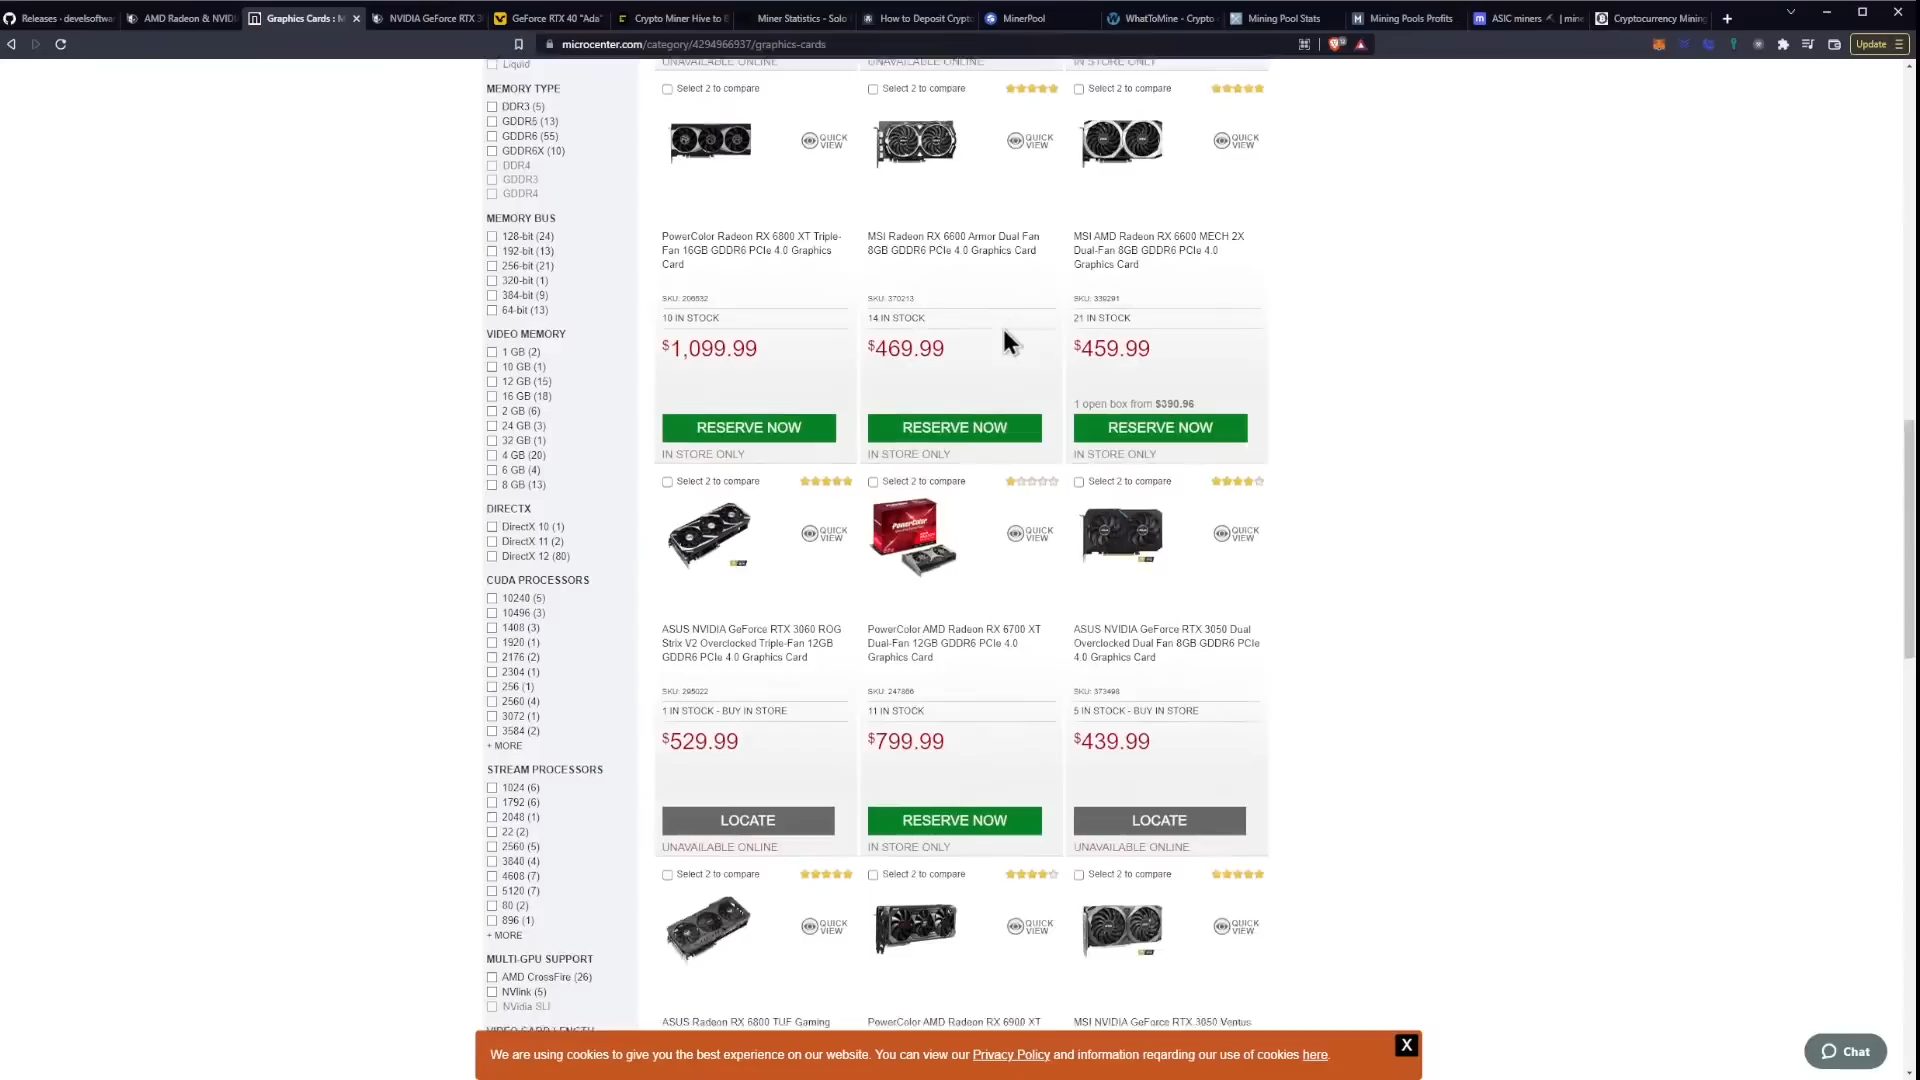 Releases · develsoftwar
AMD Radeon & NVIDI
Graphics Cards : M
NVIDIA GeForce RTX 3
GeForce RTX 40 "Ada"
Crypto Miner Hive to B
Miner Statistics - Solo
How to Deposit Crypto
MinerPool
WhatToMine - Crypto
Mining Pool Stats
Mining Pools Profits
ASIC miners
mine
Cryptocurrency Mining
microcenter.com/category/4294966937/graphics-cards
Update
Liquid
MEMORY TYPE
DDR3 (5)
GDDR5 (13)
GDDR6 (55)
GDDR6X (10)
DDR4
GDDR3
GDDR4
MEMORY BUS
128-bit (24)
192-bit (13)
256-bit (21)
320-bit (1)
384-bit (9)
64-bit (13)
VIDEO MEMORY
1 GB (2)
10 GB (1)
12 GB (15)
16 GB (18)
2 GB (6)
24 GB (3)
32 GB (1)
4 GB (20)
6 GB (4)
8 GB (13)
DIRECTX
DirectX 10 (1)
DirectX 11 (2)
DirectX 12 (80)
CUDA PROCESSORS
10240 (5)
10496 (3)
1408 (3)
1920 (1)
2176 (2)
2304 (1)
256 (1)
2560 (4)
3072 (1)
3584 (2)
+ MORE
STREAM PROCESSORS
1024 (6)
1792 (6)
2048 (1)
22 (2)
2560 (5)
3840 (4)
4608 (7)
5120 (7)
80 (2)
896 (1)
+ MORE
MULTI-GPU SUPPORT
AMD CrossFire (26)
NVlink (5)
NVidia SLI
VIDEO CARD LENGTH
UNAVAILABLE ONLINE
UNAVAILABLE ONLINE
IN STORE ONLY
Select 2 to compare
Select 2 to compare
Select 2 to compare
QUICK VIEW
QUICK VIEW
QUICK VIEW
PowerColor Radeon RX 6800 XT Triple-
Fan 16GB GDDR6 PCIe 4.0 Graphics
Card
SKU: 206532
10 IN STOCK
$1,099.99
RESERVE NOW
IN STORE ONLY
MSI Radeon RX 6600 Armor Dual Fan
8GB GDDR6 PCIe 4.0 Graphics Card
SKU: 370213
14 IN STOCK
$469.99
RESERVE NOW
IN STORE ONLY
MSI AMD Radeon RX 6600 MECH 2X
Dual-Fan 8GB GDDR6 PCIe 4.0
Graphics Card
SKU: 339291
21 IN STOCK
$459.99
1 open box from $390.96
RESERVE NOW
IN STORE ONLY
Select 2 to compare
Select 2 to compare
Select 2 to compare
QUICK VIEW
PowerColor
QUICK VIEW
QUICK VIEW
ASUS NVIDIA GeForce RTX 3060 ROG
Strix V2 Overclocked Triple-Fan 12GB
GDDR6 PCIe 4.0 Graphics Card
SKU: 295022
1 IN STOCK - BUY IN STORE
$529.99
LOCATE
UNAVAILABLE ONLINE
PowerColor AMD Radeon RX 6700 XT
Dual-Fan 12GB GDDR6 PCIe 4.0
Graphics Card
SKU: 247866
11 IN STOCK
$799.99
RESERVE NOW
IN STORE ONLY
ASUS NVIDIA GeForce RTX 3050 Dual
Overclocked Dual Fan 8GB GDDR6 PCIe
4.0 Graphics Card
SKU: 373498
5 IN STOCK - BUY IN STORE
$439.99
LOCATE
UNAVAILABLE ONLINE
Select 2 to compare
Select 2 to compare
Select 2 to compare
QUICK VIEW
QUICK VIEW
QUICK VIEW
ASUS Radeon RX 6800 TUF Gaming
PowerColor AMD Radeon RX 6900 XT
MSI NVIDIA GeForce RTX 3050 Ventus
We are using cookies to give you the best experience on our website. You can view our Privacy Policy and information regarding our use of cookies here.
X
Chat